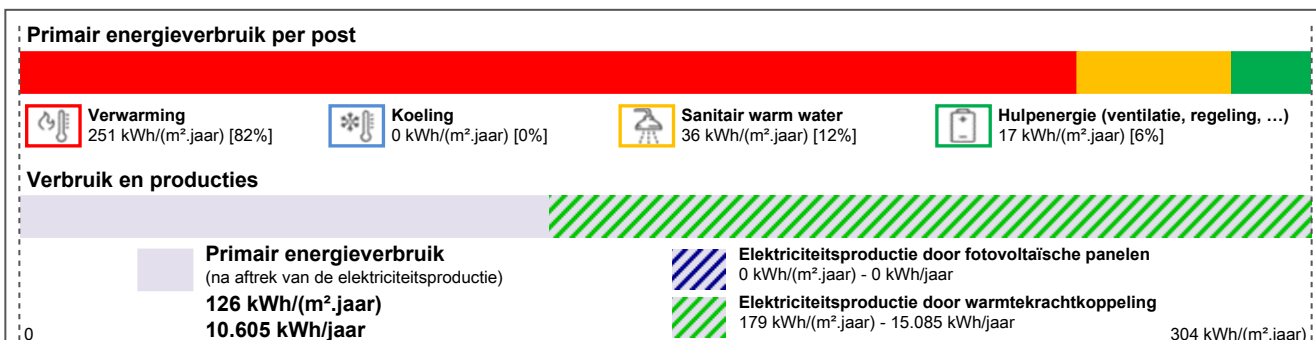 Primair energieverbruik per post
Verwarming
251 kWh/(m².jaar) [82%]
Koeling
0 kWh/(m².jaar) [0%]
Sanitair warm water
36 kWh/(m².jaar) [12%]
Hulpenergie (ventilatie, regeling, …)
17 kWh/(m².jaar) [6%]
Verbruik en producties
Primair energieverbruik
(na aftrek van de elektriciteitsproductie)
126 kWh/(m².jaar)
10.605 kWh/jaar
Elektriciteitsproductie door fotovoltaïsche panelen
0 kWh/(m².jaar) - 0 kWh/jaar
Elektriciteitsproductie door warmtekrachtkoppeling
179 kWh/(m².jaar) - 15.085 kWh/jaar
0
304 kWh/(m².jaar)